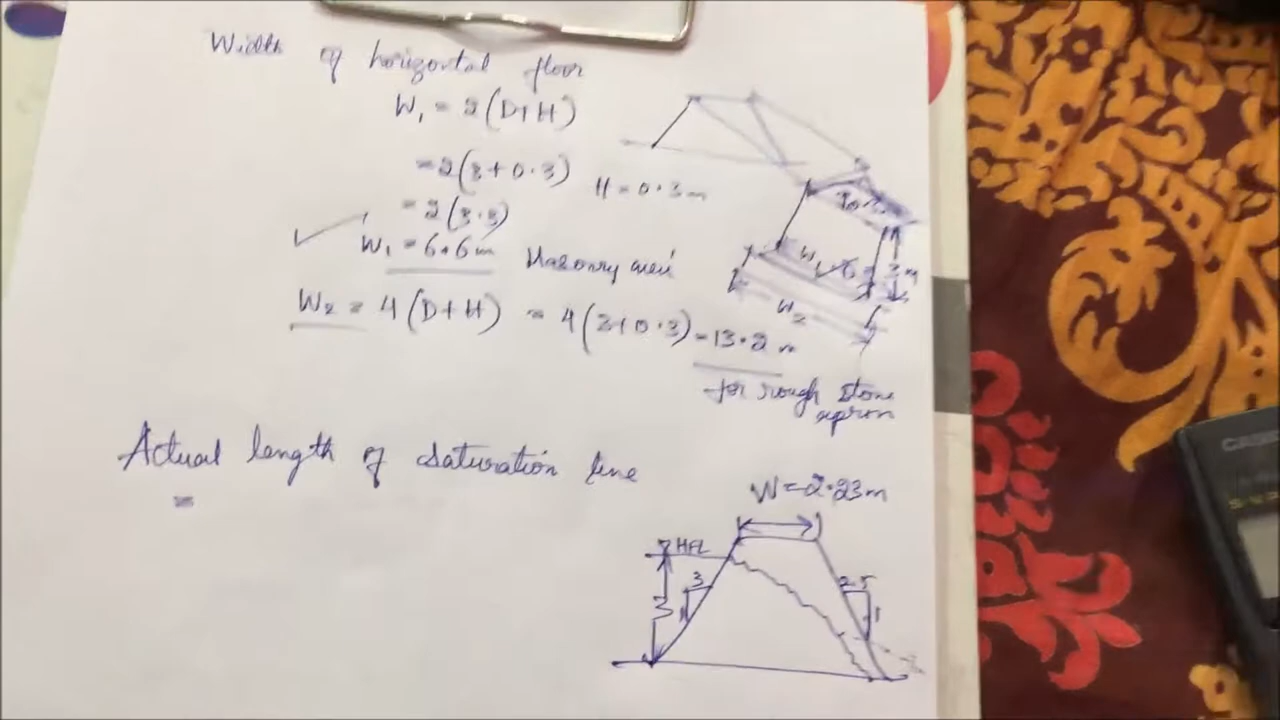 Width of horizontal floor
W₁ = 2(D+H)
= 2(3+0.3) H = 0.3m
= 2(3.3)
W₁ = 6.6m Masonry
W₂ = 4(D+H) = 4(3+0.3) = 13.2 m
for rough stone
apron
W₁
3m
W₂
Actual length of saturation line
=
W = 2.23m
HFL
3
1
3
2.5
1
CASIO